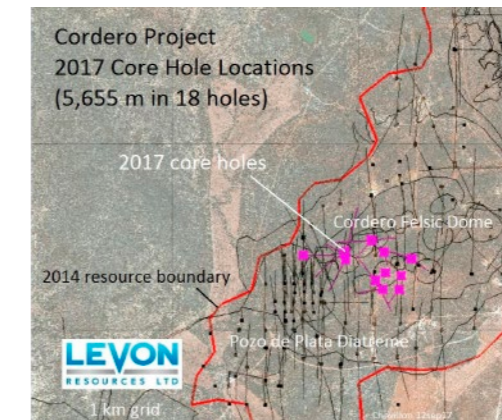 Cordero Project
2017 Core Hole Locations
(5,655 m in 18 holes)
2017 core holes
Cordero Felsic Dome
2014 resource boundary
Pozo de Plata Diatreme
LEVON
RESOURCES LTD
1 km grid